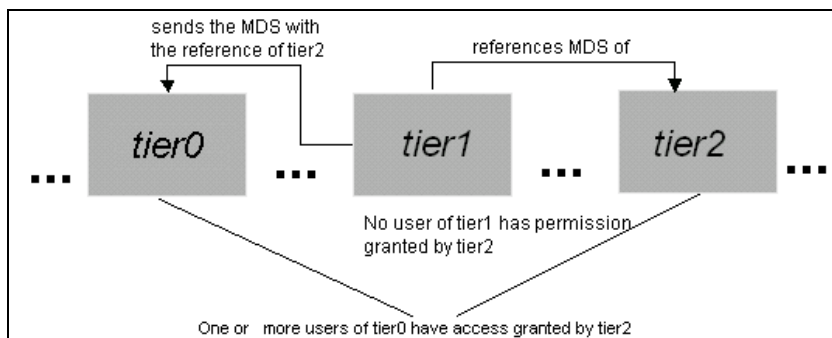 sends the MDS with
the reference of tier2
references MDS of
tier0
tier1
tier2
...
...
...
...
No user of tier1 has permission
granted by tier2
One or more users of tier0 have access granted by tier2